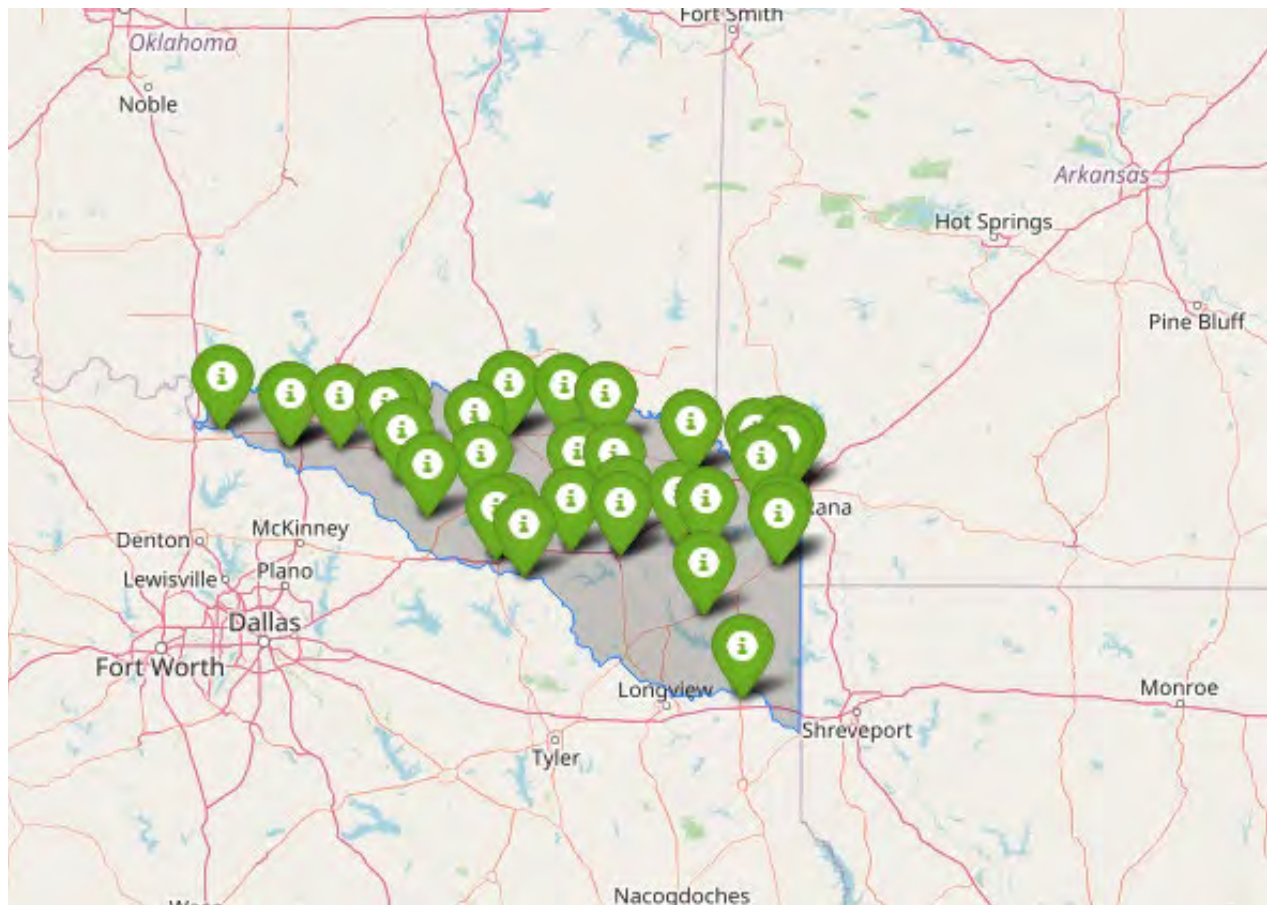 Fort Smith
Oklahoma
Noble
Arkansas
Hot Springs
Pine Bluff
McKinney
Denton
Lewisville
Plano
Dallas
Fort Worth
Longview
Monroe
Shreveport
Tyler
Nacogdoches